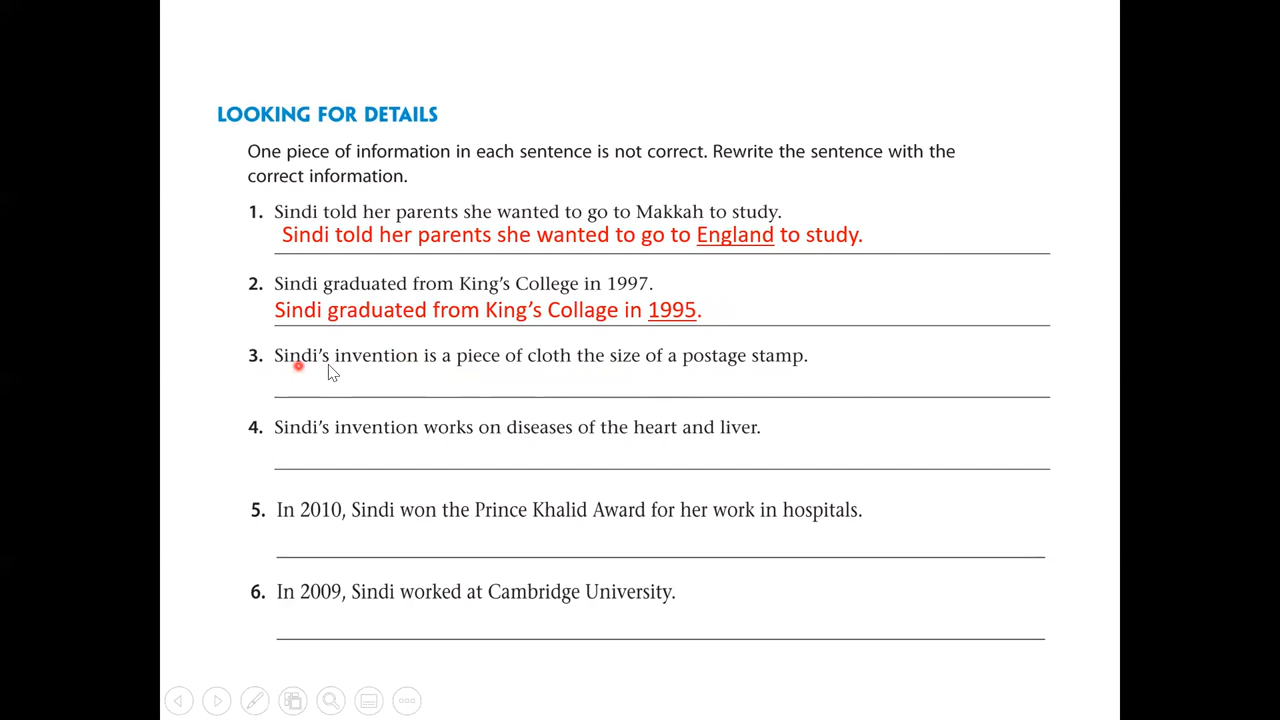 LOOKING FOR DETAILS
One piece of information in each sentence is not correct. Rewrite the sentence with the
correct information.
1. Sindi told her parents she wanted to go to Makkah to study.
Sindi told her parents she wanted to go to England to study.
2. Sindi graduated from King's College in 1997.
Sindi graduated from King's Collage in 1995.
3. Sindi's invention is a piece of cloth the size of a postage stamp.
4. Sindi's invention works on diseases of the heart and liver.
5. In 2010, Sindi won the Prince Khalid Award for her work in hospitals.
6. In 2009, Sindi worked at Cambridge University.